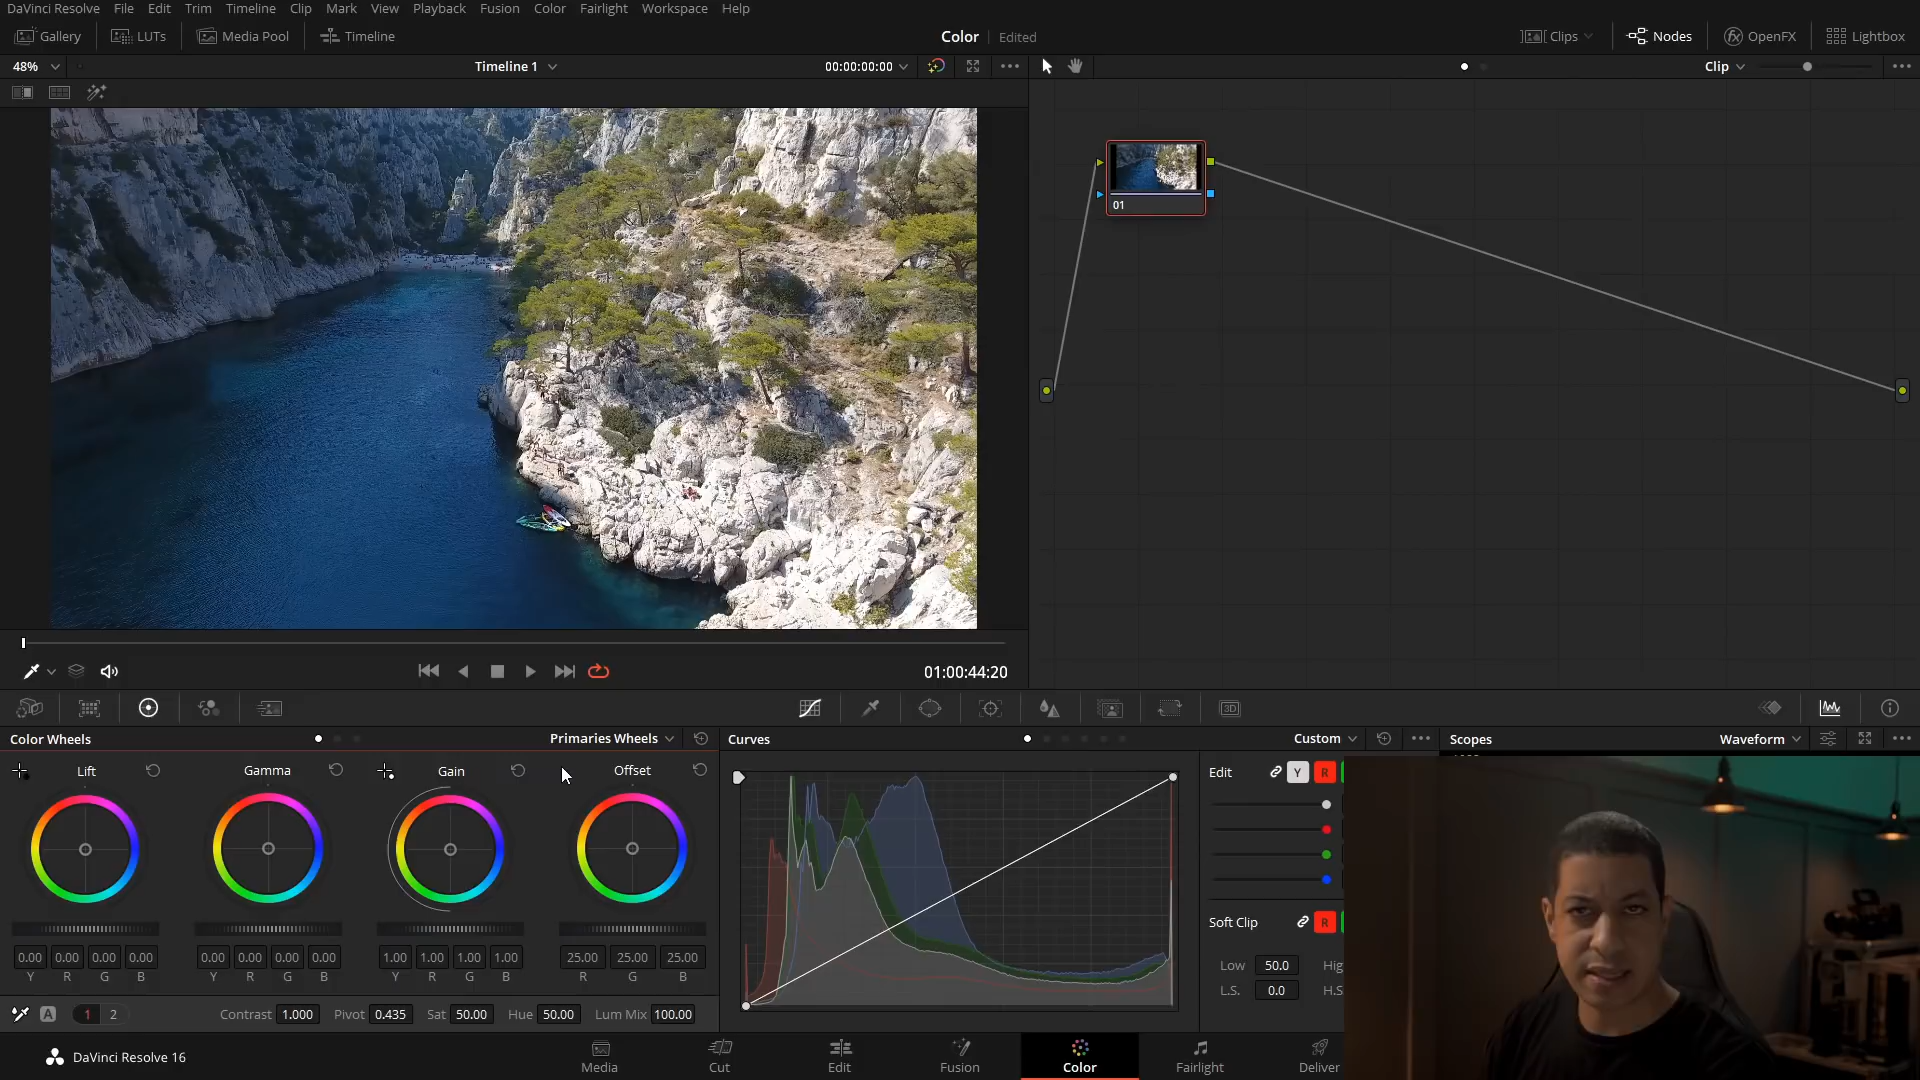 DaVinci Resolve File Edit Trim Timeline Clip Mark View Playback Fusion Color Fairlight Workspace Help
Gallery LUTs Media Pool Timeline Color Edited Clips Nodes OpenFX Lightbox
48% Timeline 1 00:00:00:00 Clip
01
01:00:44:20
3D
Color Wheels Primaries Wheels Curves Custom Scopes Waveform
Lift Gamma Gain Offset
Edit Y R
0.00 0.00 0.00 0.00 0.00 0.00 0.00 0.00 1.00 1.00 1.00 1.00 25.00 25.00 25.00
Y R G B Y R G B Y R G B R G B
Soft Clip R
Low 50.0 Hig
L.S. 0.0 H.S
A 1 2 Contrast 1.000 Pivot 0.435 Sat 50.00 Hue 50.00 Lum Mix 100.00
DaVinci Resolve 16 Media Cut Edit Fusion Color Fairlight Deliver